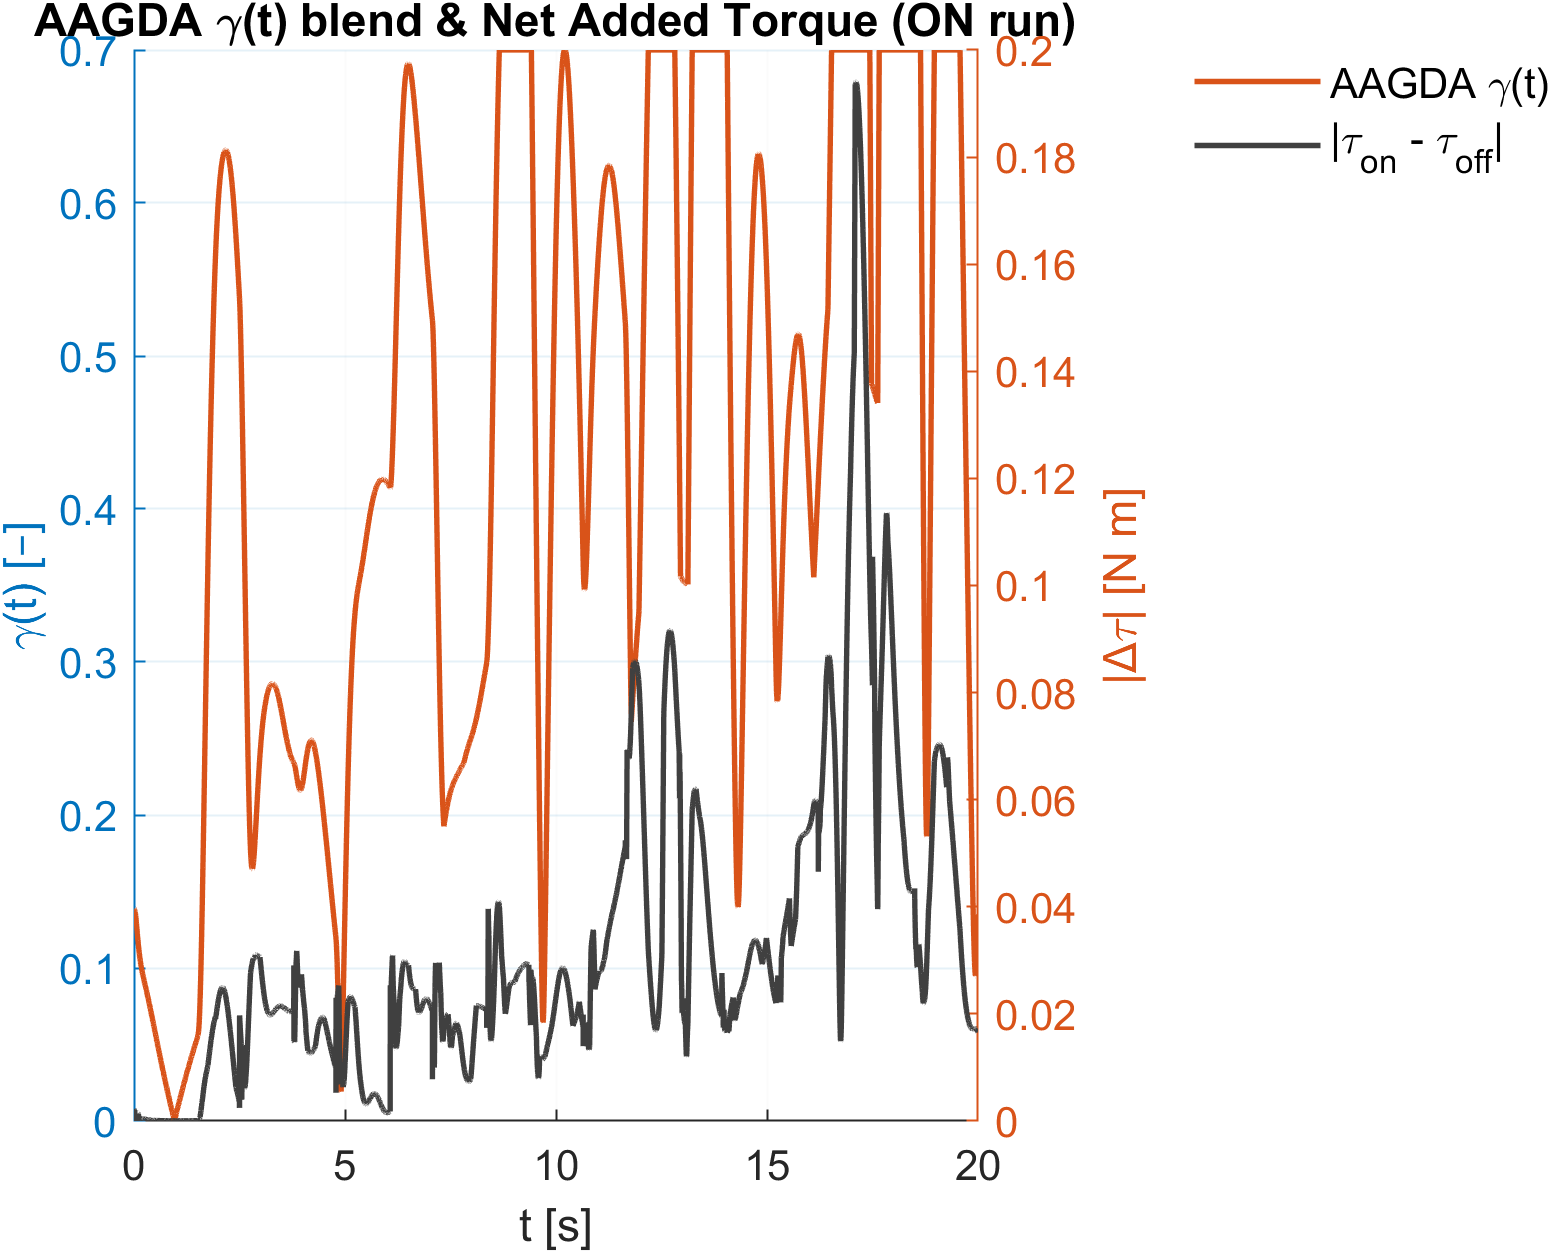 AAGDA γ(t) blend & Net Added Torque (ON run)
AAGDA γ(t)
|τon - τoff|
γ(t) [–]
0.7
0.6
0.5
0.4
0.3
0.2
0.1
0
|Δτ| [N m]
0.2
0.18
0.16
0.14
0.12
0.1
0.08
0.06
0.04
0.02
0
0 5 10 15 20
t [s]